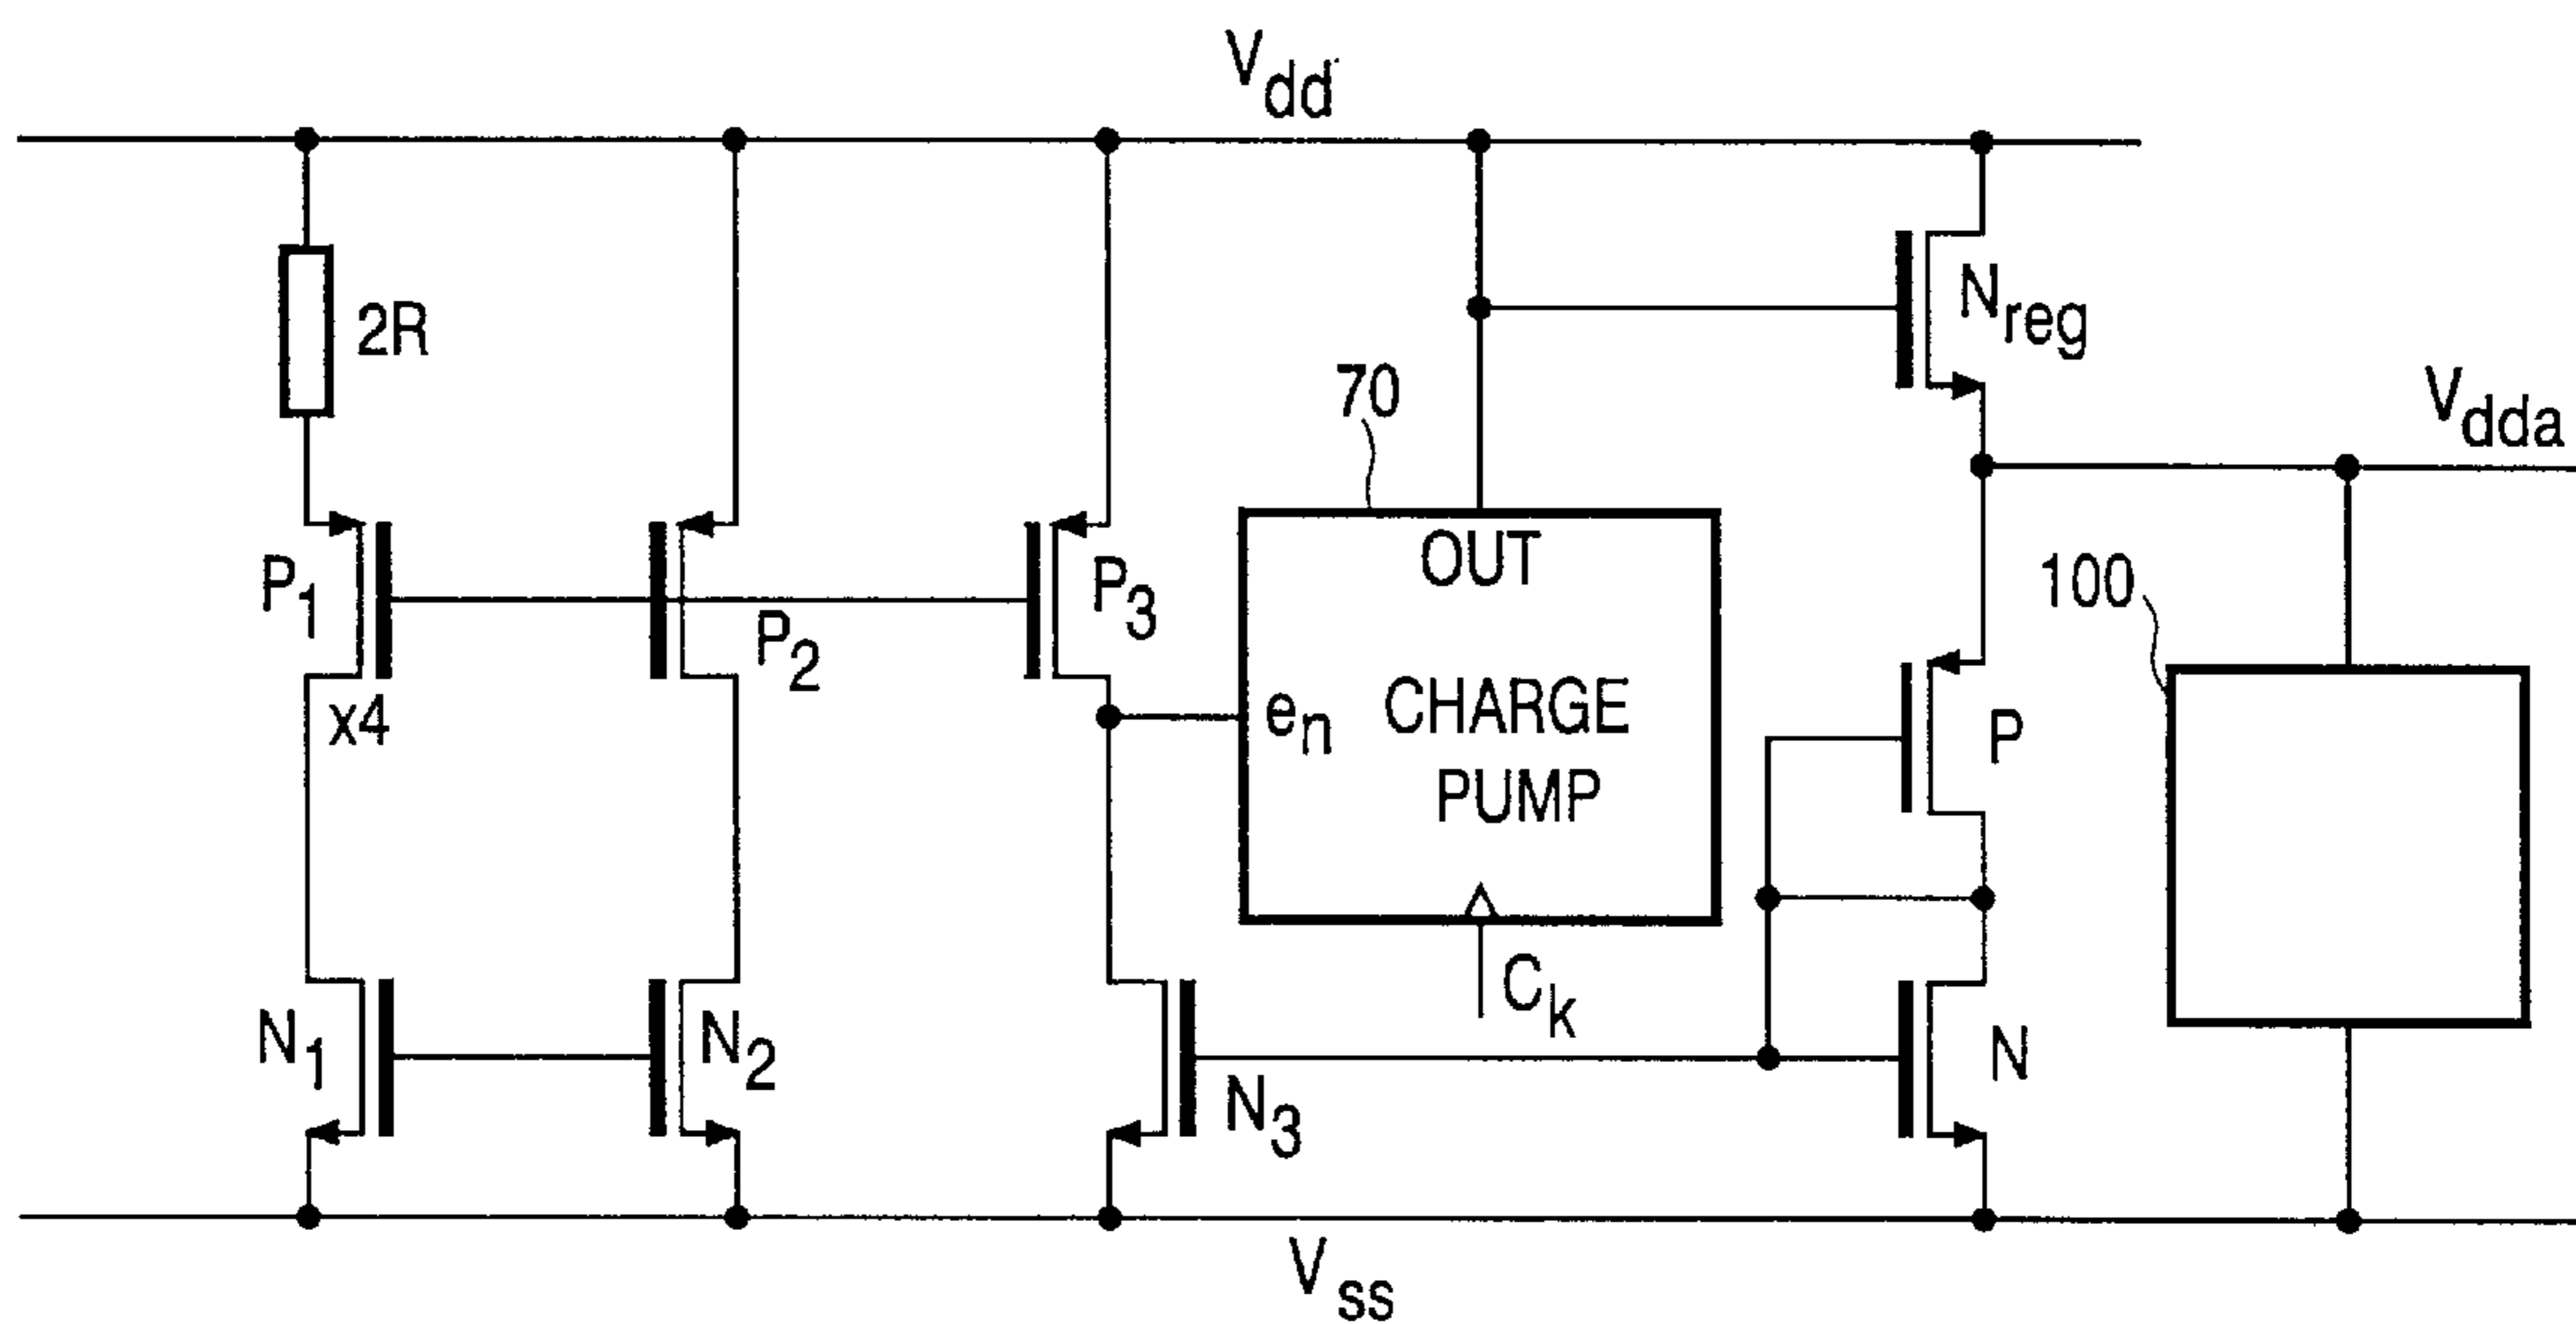 Vdd
2R
Nreg
70
Vdda
P1
x4
P2
P3
OUT
en
CHARGE
PUMP
Ck
100
P
N1
N2
N3
N
Vss